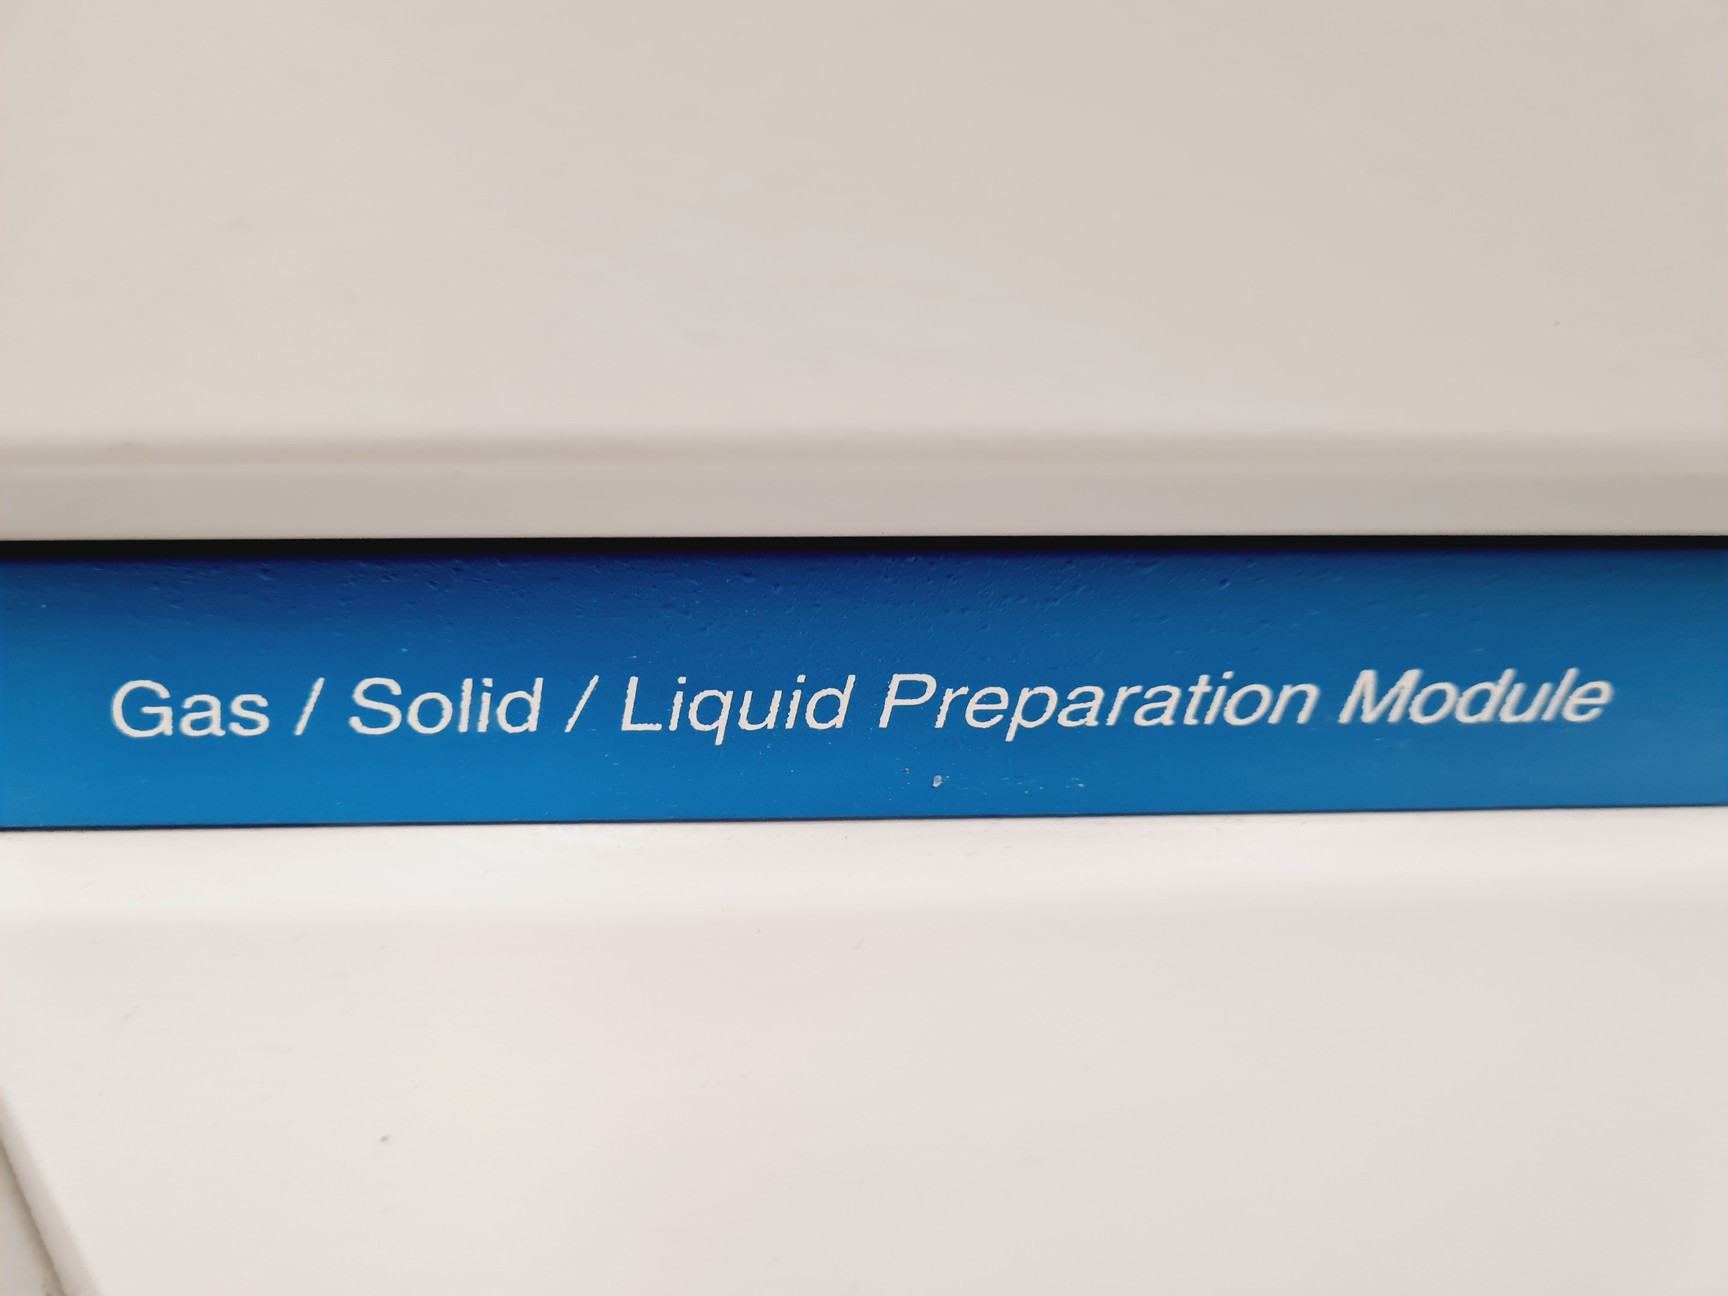 Gas / Solid / Liquid Preparation Module